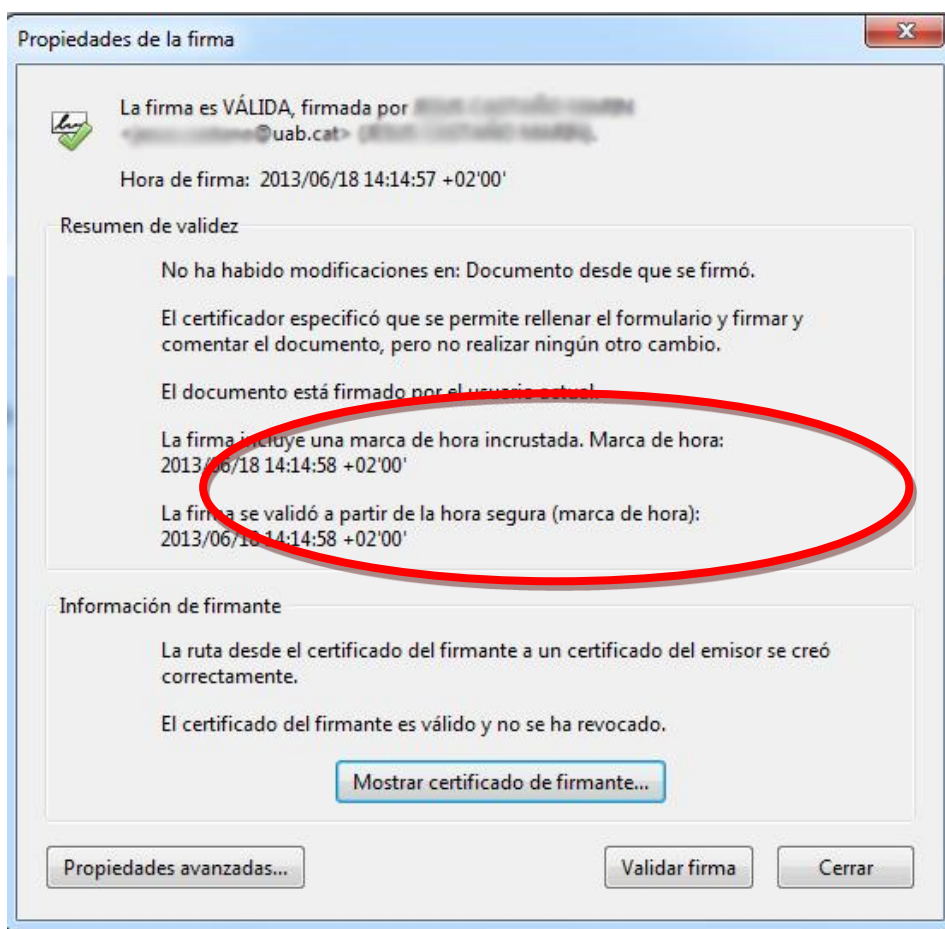 Propiedades de la firma
La firma es VÁLIDA, firmada por
@uab.cat>
Hora de firma: 2013/06/18 14:14:57 +02'00'
Resumen de validez
No ha habido modificaciones en: Documento desde que se firmó.
El certificador especificó que se permite rellenar el formulario y firmar y
comentar el documento, pero no realizar ningún otro cambio.
El documento está firmado por el usuario actual.
La firma incluye una marca de hora incrustada. Marca de hora:
2013/06/18 14:14:58 +02'00'
La firma se validó a partir de la hora segura (marca de hora):
2013/06/18 14:14:58 +02'00'
Información de firmante
La ruta desde el certificado del firmante a un certificado del emisor se creó
correctamente.
El certificado del firmante es válido y no se ha revocado.
Mostrar certificado de firmante...
Propiedades avanzadas...
Validar firma
Cerrar